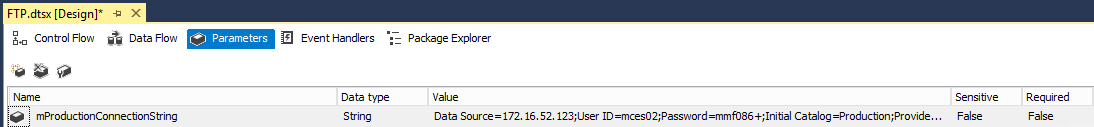 FTP.dtsx [Design]*
Control Flow Data Flow Parameters Event Handlers Package Explorer
Name Data type Value Sensitive Required
mProductionConnectionString String Data Source=172.16.52.123;User ID=mces02;Password=mmf086+;Initial Catalog=Production;Provide... False False